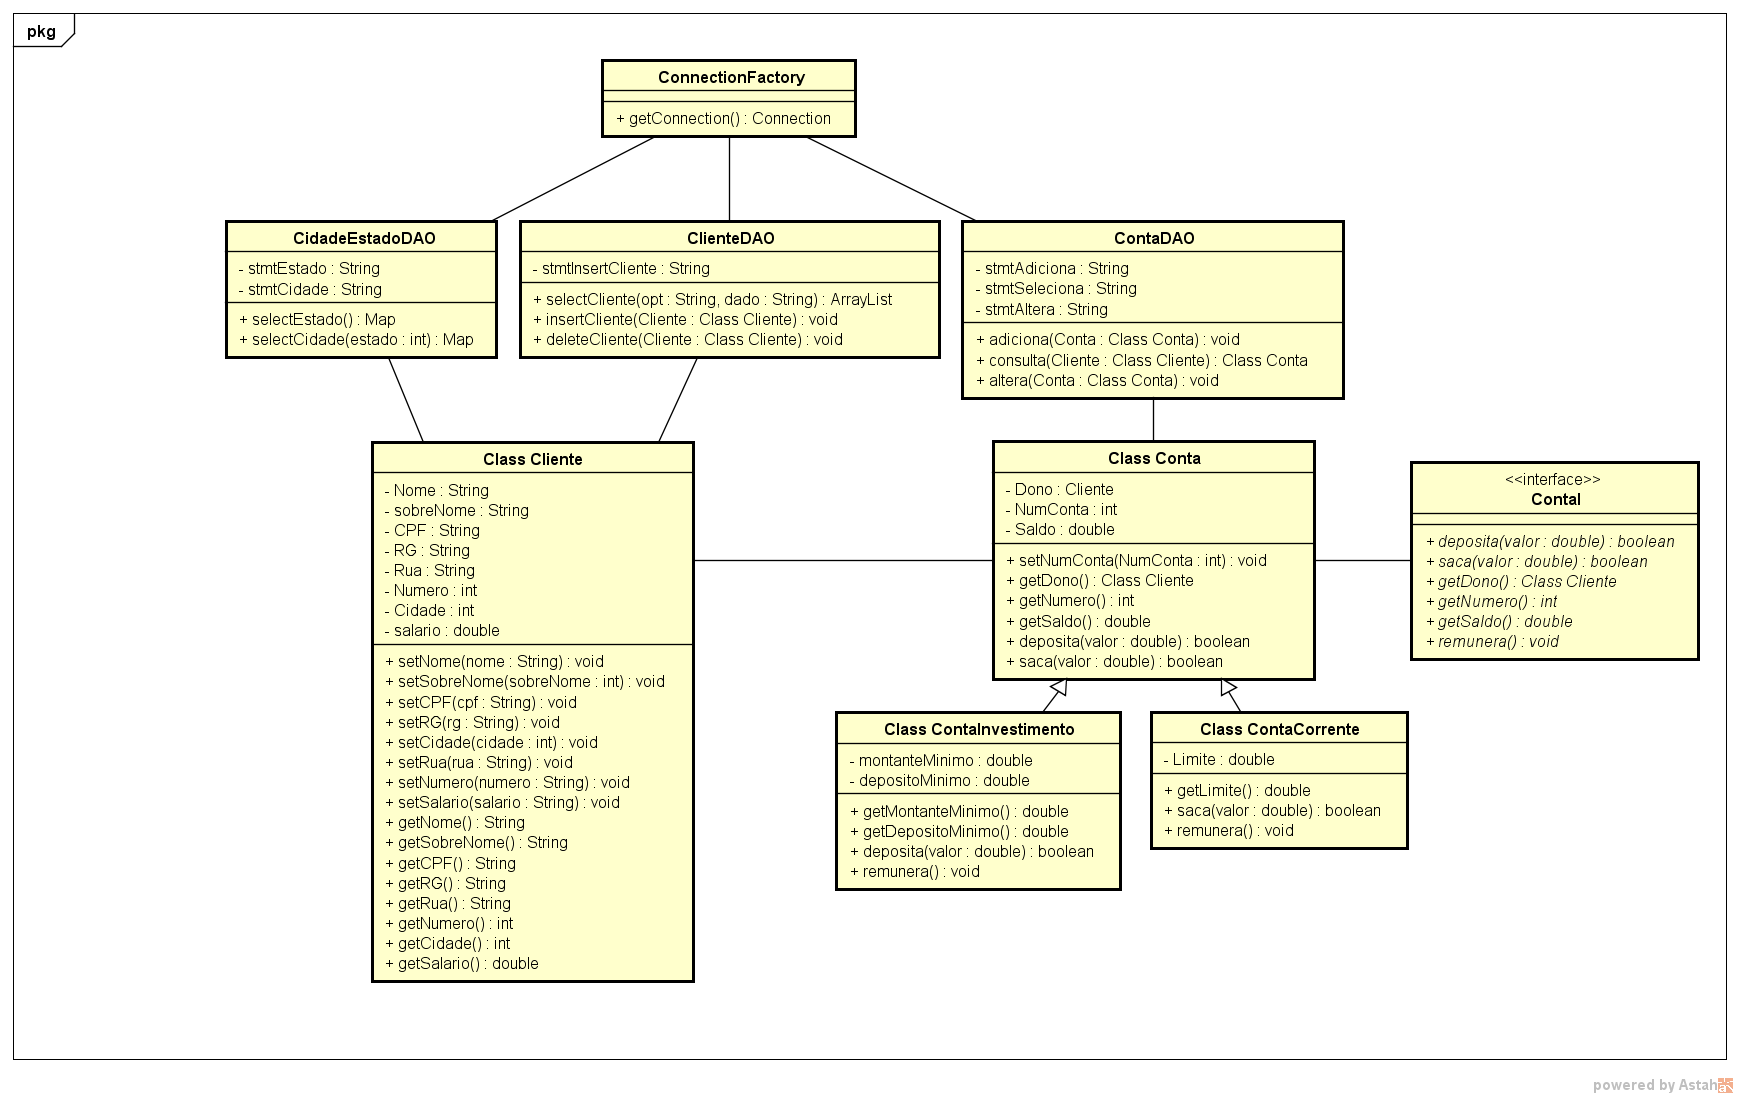 pkg
ConnectionFactory
+ getConnection() : Connection
CidadeEstadoDAO
- stmtEstado : String
- stmtCidade : String
+ selectEstado() : Map
+ selectCidade(estado : int) : Map
ClienteDAO
- stmtInsertCliente : String
+ selectCliente(opt : String, dado : String) : ArrayList
+ insertCliente(Cliente : Class Cliente) : void
+ deleteCliente(Cliente : Class Cliente) : void
ContaDAO
- stmtAdiciona : String
- stmtSeleciona : String
- stmtAltera : String
+ adiciona(Conta : Class Conta) : void
+ consulta(Cliente : Class Cliente) : Class Conta
+ altera(Conta : Class Conta) : void
Class Cliente
- Nome : String
- sobreNome : String
- CPF : String
- RG : String
- Rua : String
- Numero : int
- Cidade : int
- salario : double
+ setNome(nome : String) : void
+ setSobreNome(sobreNome : int) : void
+ setCPF(cpf : String) : void
+ setRG(rg : String) : void
+ setCidade(cidade : int) : void
+ setRua(rua : String) : void
+ setNumero(numero : String) : void
+ setSalario(salario : String) : void
+ getNome() : String
+ getSobreNome() : String
+ getCPF() : String
+ getRG() : String
+ getRua() : String
+ getNumero() : int
+ getCidade() : int
+ getSalario() : double
Class Conta
- Dono : Cliente
- NumConta : int
- Saldo : double
+ setNumConta(NumConta : int) : void
+ getDono() : Class Cliente
+ getNumero() : int
+ getSaldo() : double
+ deposita(valor : double) : boolean
+ saca(valor : double) : boolean
<<interface>>
ContaI
+ deposita(valor : double) : boolean
+ saca(valor : double) : boolean
+ getDono() : Class Cliente
+ getNumero() : int
+ getSaldo() : double
+ remunera() : void
Class ContaInvestimento
- montanteMinimo : double
- depositoMinimo : double
+ getMontanteMinimo() : double
+ getDepositoMinimo() : double
+ deposita(valor : double) : boolean
+ remunera() : void
Class ContaCorrente
- Limite : double
+ getLimite() : double
+ saca(valor : double) : boolean
+ remunera() : void
powered by Astah